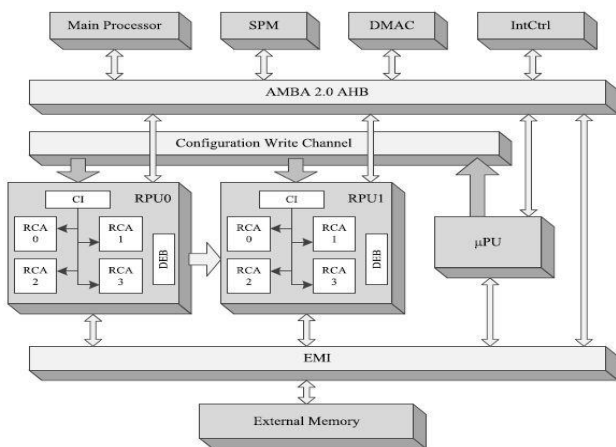 Main Processor
SPM
DMAC
IntCtrl
AMBA 2.0 AHB
Configuration Write Channel
CI
RPU0
RCA
0
RCA
1
RCA
2
RCA
3
DEB
CI
RPU1
RCA
0
RCA
1
RCA
2
RCA
3
DEB
μPU
EMI
External Memory